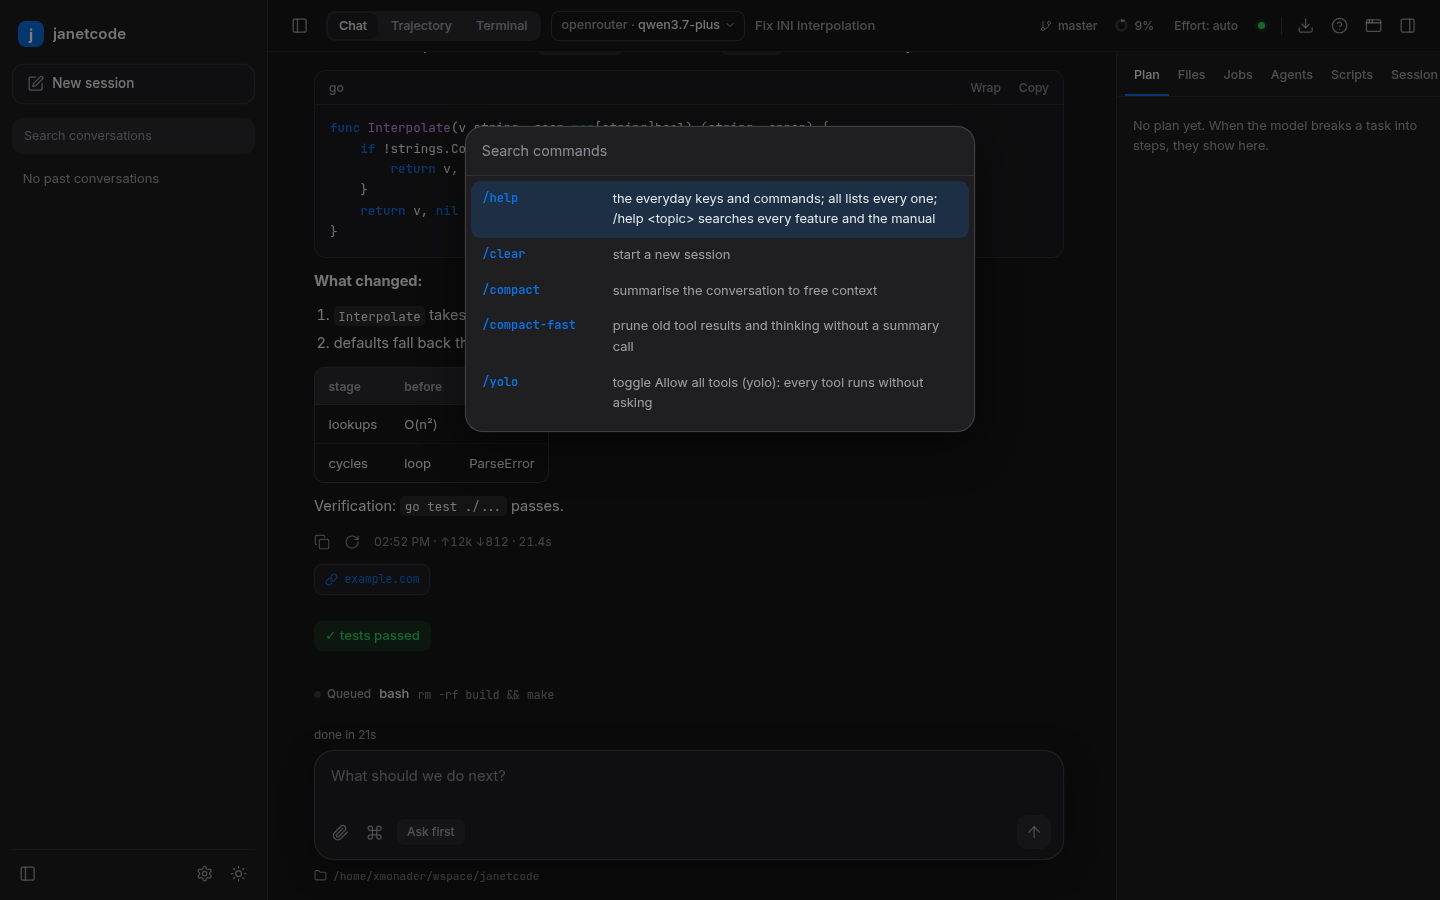 janetcode
New session
Search conversations
No past conversations
Chat
Trajectory
Terminal
openrouter · qwen3.7-plus
Fix INI interpolation
master
9%
Effort: auto
go
Wrap
Copy
func Interpolate(v
if !strings.Co
return v,
}
return v, nil
}
What changed:
1. Interpolate takes
2. defaults fall back th
stage before
lookups O(n²)
cycles loop ParseError
Verification: go test ./... passes.
02:52 PM · ↑12k ↓812 · 21.4s
example.com
✓ tests passed
Queued bash rm -rf build && make
done in 21s
What should we do next?
Ask first
/home/xmonader/wspace/janetcode
Search commands
/help the everyday keys and commands; all lists every one;
/help <topic> searches every feature and the manual
/clear start a new session
/compact summarise the conversation to free context
/compact-fast prune old tool results and thinking without a summary
call
/yolo toggle Allow all tools (yolo): every tool runs without
asking
Plan
Files
Jobs
Agents
Scripts
Session
No plan yet. When the model breaks a task into
steps, they show here.